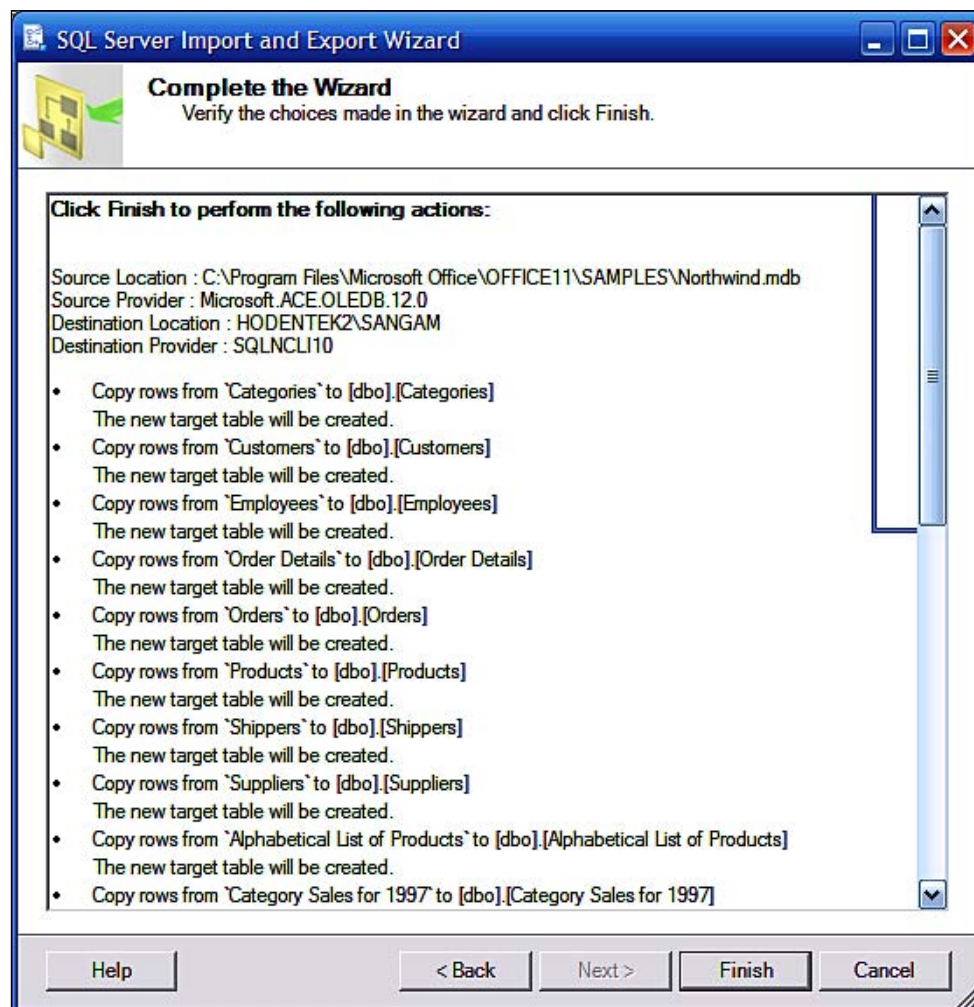 SQL Server Import and Export Wizard
Complete the Wizard
Verify the choices made in the wizard and click Finish.
Click Finish to perform the following actions:
Source Location : C:\Program Files\Microsoft Office\OFFICE11\SAMPLES\Northwind.mdb
Source Provider : Microsoft.ACE.OLEDB.12.0
Destination Location : HODENTEK2\SANGAM
Destination Provider : SQLNCLI10
• Copy rows from `Categories` to [dbo].[Categories]
The new target table will be created.
• Copy rows from `Customers` to [dbo].[Customers]
The new target table will be created.
• Copy rows from `Employees` to [dbo].[Employees]
The new target table will be created.
• Copy rows from `Order Details` to [dbo].[Order Details]
The new target table will be created.
• Copy rows from `Orders` to [dbo].[Orders]
The new target table will be created.
• Copy rows from `Products` to [dbo].[Products]
The new target table will be created.
• Copy rows from `Shippers` to [dbo].[Shippers]
The new target table will be created.
• Copy rows from `Suppliers` to [dbo].[Suppliers]
The new target table will be created.
• Copy rows from `Alphabetical List of Products` to [dbo].[Alphabetical List of Products]
The new target table will be created.
• Copy rows from `Category Sales for 1997` to [dbo].[Category Sales for 1997]
Help
< Back
Next >
Finish
Cancel